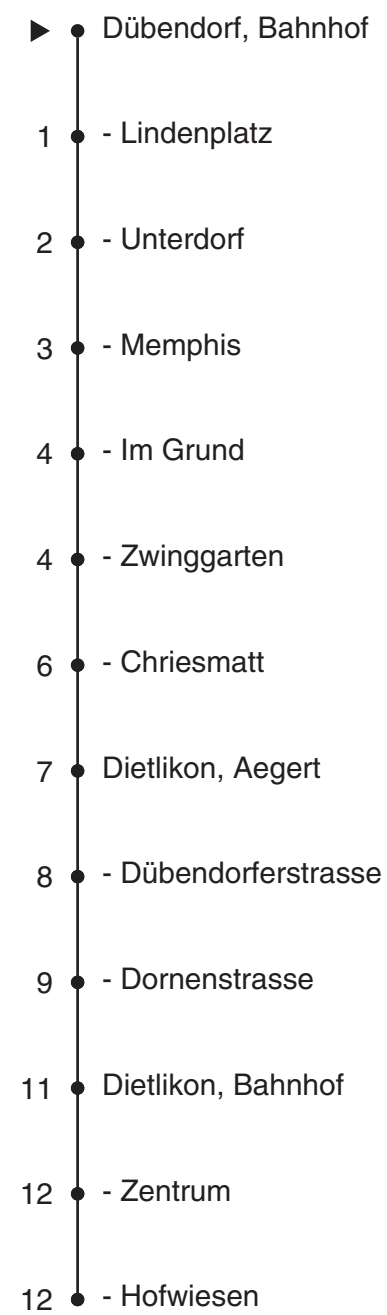 Dübendorf, Bahnhof
1 - Lindenplatz
2 - Unterdorf
3 - Memphis
4 - Im Grund
4 - Zwinggarten
6 - Chriesmatt
7 Dietlikon, Aegert
8 - Dübendorferstrasse
9 - Dornenstrasse
11 Dietlikon, Bahnhof
12 - Zentrum
12 - Hofwiesen